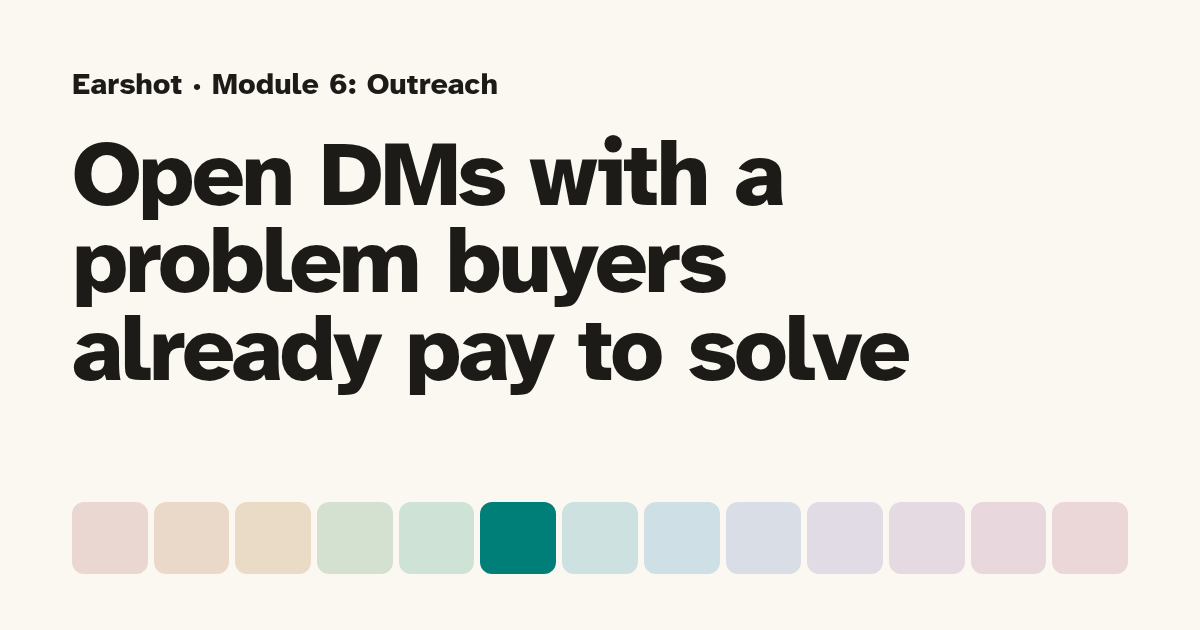 Earshot · Module 6: Outreach
Open DMs with a
problem buyers
already pay to solve